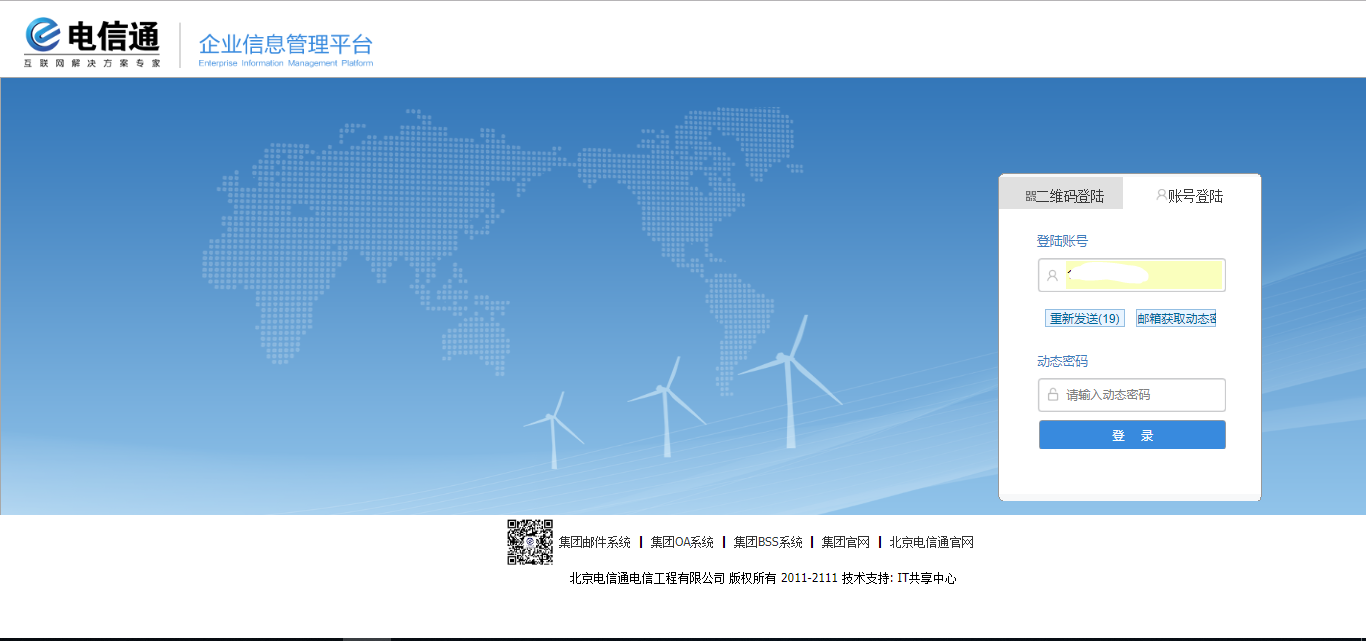 电信通
互联网解决方案专家
企业信息管理平台
Enterprise Information Management Platform
二维码登陆
账号登陆
登陆账号
重新发送(19)
邮箱获取动态密
动态密码
请输入动态密码
登 录
集团邮件系统 | 集团OA系统 | 集团BSS系统 | 集团官网 | 北京电信通官网
北京电信通电信工程有限公司 版权所有 2011-2111 技术支持: IT共享中心